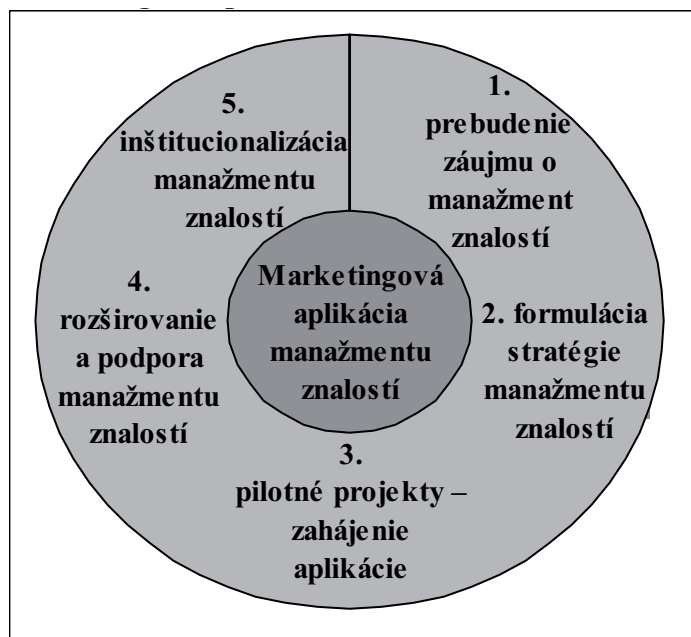 1.
prebudenie
záujmu o
manažment
znalostí
2. formulácia
stratégie
manažmentu
znalostí
3.
pilotné projekty –
zahájenie
aplikácie
4.
rozširovanie
a podpora
manažmentu
znalostí
5.
inštitucionalizácia
manažmentu
znalostí
Marketingová
aplikácia
manažmentu
znalostí